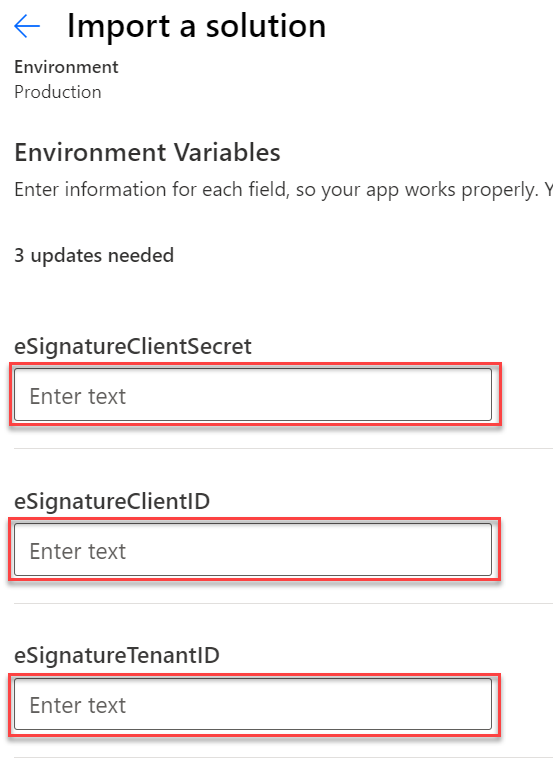 Import a solution
Environment
Production
Environment Variables
Enter information for each field, so your app works properly.
3 updates needed
eSignatureClientSecret
Enter text
eSignatureClientID
Enter text
eSignatureTenantID
Enter text